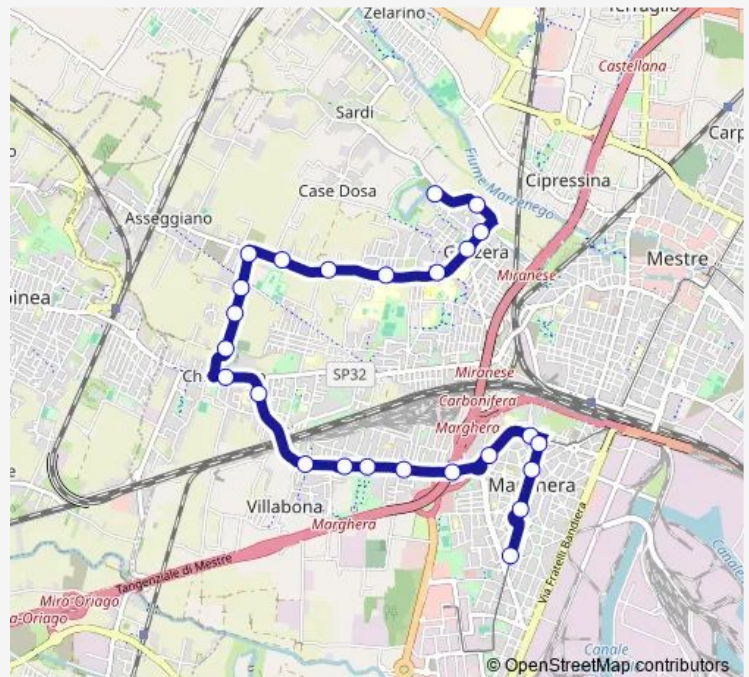 Zelarino
Castellana
Sardi
Carp
Fiume Marzenego
Cipressina
Case Dosa
Asseggiano
Mestre
Miranese
SP32
Miranese
Carbonifera
Marghera
Villabona
Marghera
Via Fratelli Bandiera
Canale
Tangenziale di Mestre
Mira-Oriago
a-Oriago
Canale
© OpenStreetMap contributors